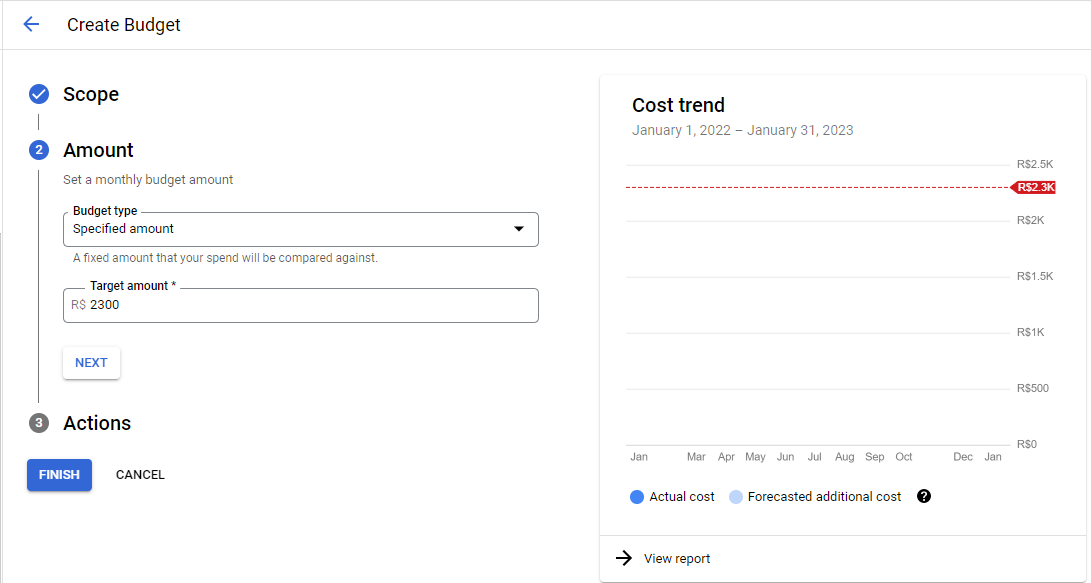 Create Budget
Scope
2
Amount
Set a monthly budget amount
Budget type
Specified amount
A fixed amount that your spend will be compared against.
Target amount *
R$ 2300
NEXT
3
Actions
FINISH
CANCEL
Cost trend
January 1, 2022 – January 31, 2023
R$2.5K
R$2.3K
R$2K
R$1.5K
R$1K
R$500
R$0
Jan Mar Apr May Jun Jul Aug Sep Oct Dec Jan
Actual cost Forecasted additional cost ?
View report